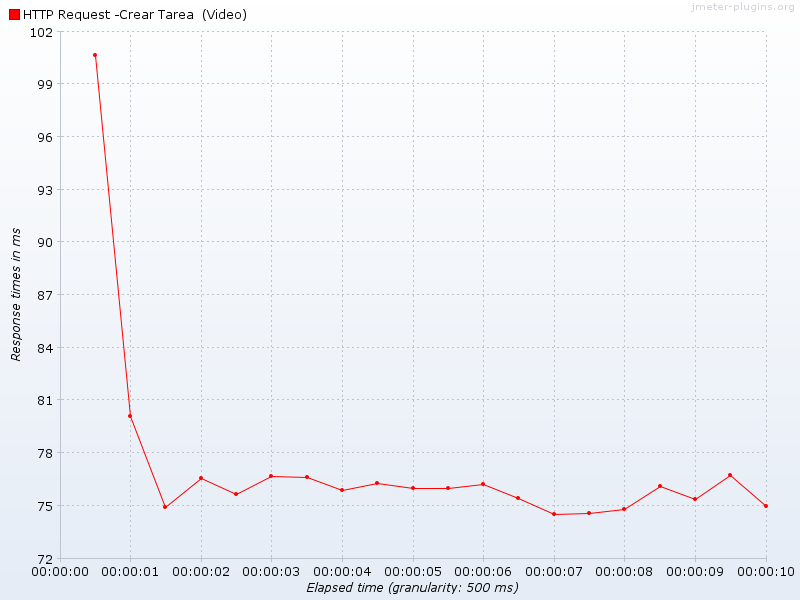 jmeter-plugins.org
HTTP Request -Crear Tarea  (Video)
102
99
96
93
90
87
84
81
78
75
72
Response times in ms
00:00:00 00:00:01 00:00:02 00:00:03 00:00:04 00:00:05 00:00:06 00:00:07 00:00:08 00:00:09 00:00:10
Elapsed time (granularity: 500 ms)